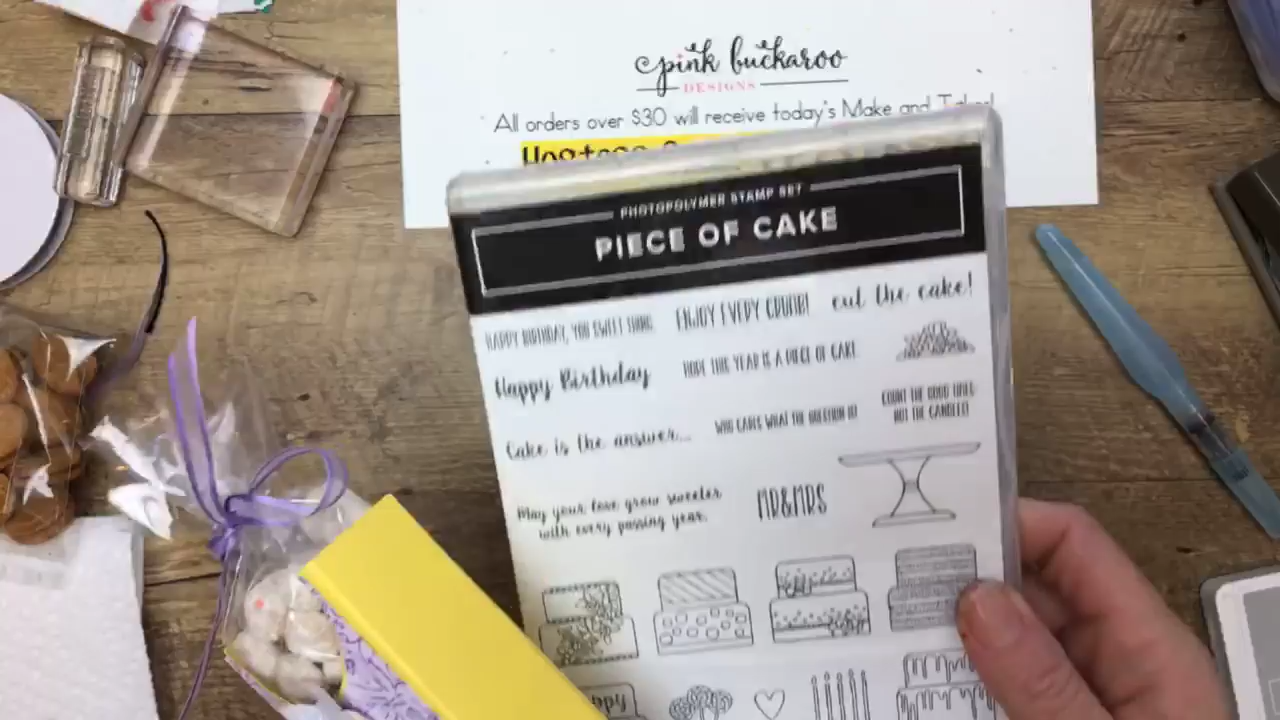 pink buckaroo
DESIGNS
All orders over $30 will receive today's Make and
PHOTOPOLYMER STAMP SET
PIECE OF CAKE
HAPPY BIRTHDAY, YOU SWEET THING
ENJOY EVERY CRUMB!
cut the cake!
Happy Birthday
HOPE THIS YEAR IS A PIECE OF CAKE
Cake is the answer...
WHO CARES WHAT THE QUESTION IS?
COUNT THE GOOD TIMES
NOT THE CANDLES!
May your love grow sweeter
with every passing year.
MR&MRS